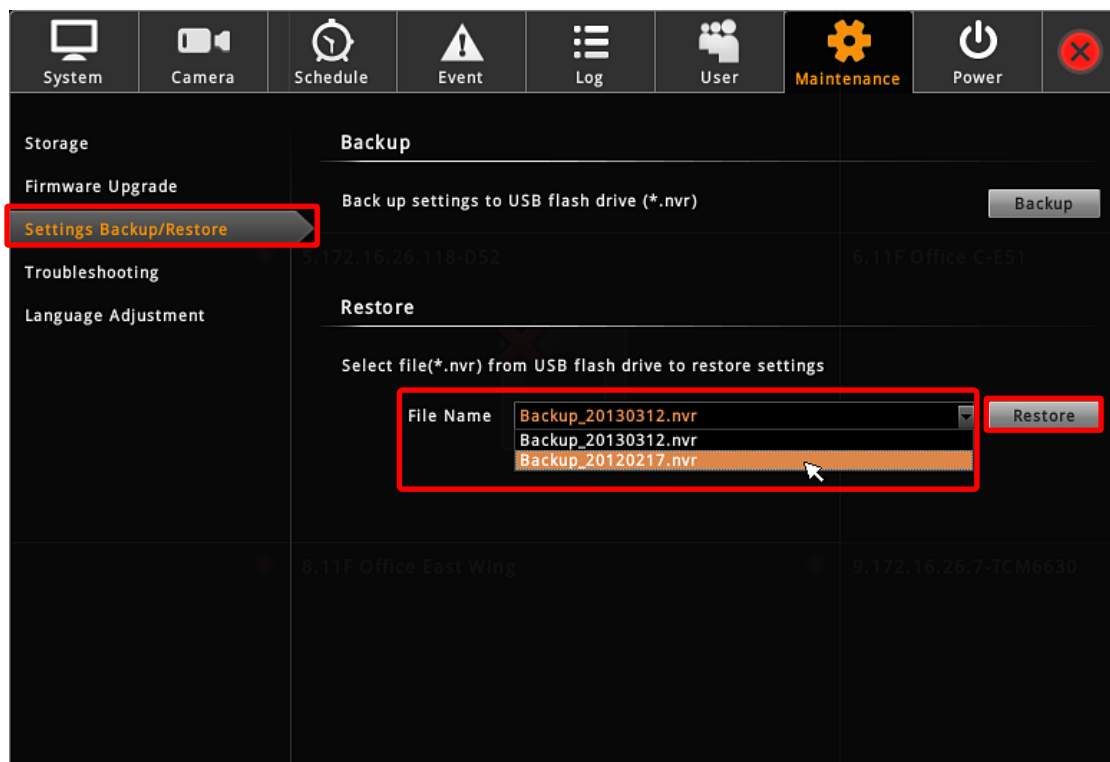 System Camera Schedule Event Log User Maintenance Power
Storage
Firmware Upgrade
Settings Backup/Restore
Troubleshooting
Language Adjustment
Backup
Back up settings to USB flash drive (*.nvr)
Backup
5.172.16.26.118-D52
6.11F Office C-E51
Restore
Select file(*.nvr) from USB flash drive to restore settings
File Name
Backup_20130312.nvr
Restore
Backup_20130312.nvr
Backup_20120217.nvr
8.11F Office East Wing
9.172.16.26.7-TCM6630